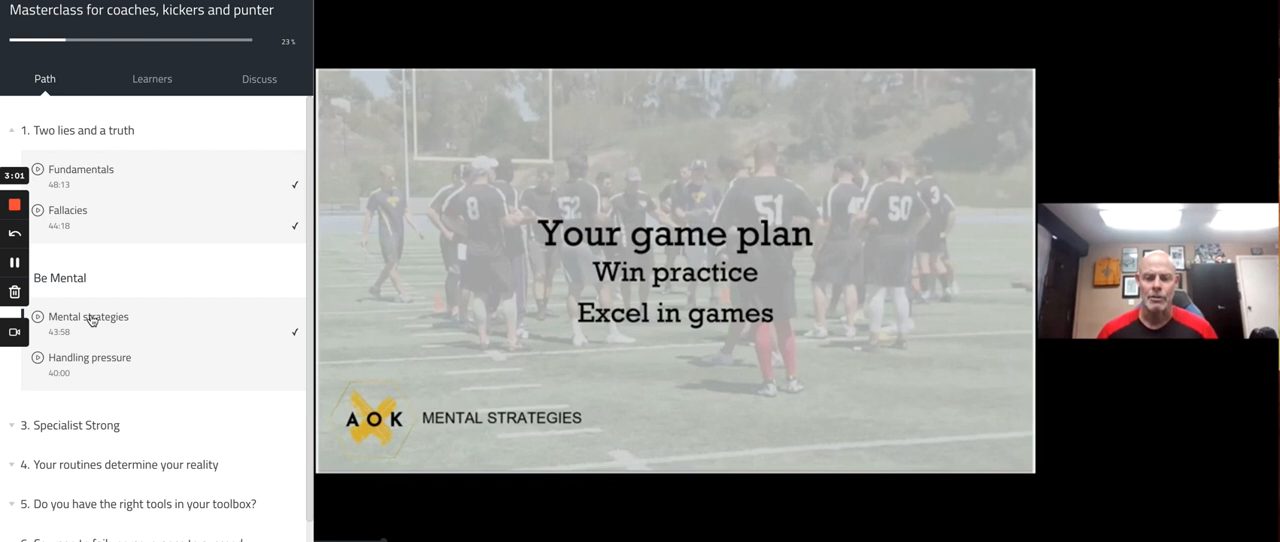 Masterclass for coaches, kickers and punter
23 %
Path
Learners
Discuss
1. Two lies and a truth
Fundamentals
48:13
Fallacies
44:18
3:01
Be Mental
Mental strategies
43:58
Handling pressure
40:00
3. Specialist Strong
4. Your routines determine your reality
5. Do you have the right tools in your toolbox?
8
52
51
50
3
Your game plan
Win practice
Excel in games
AOK
MENTAL STRATEGIES